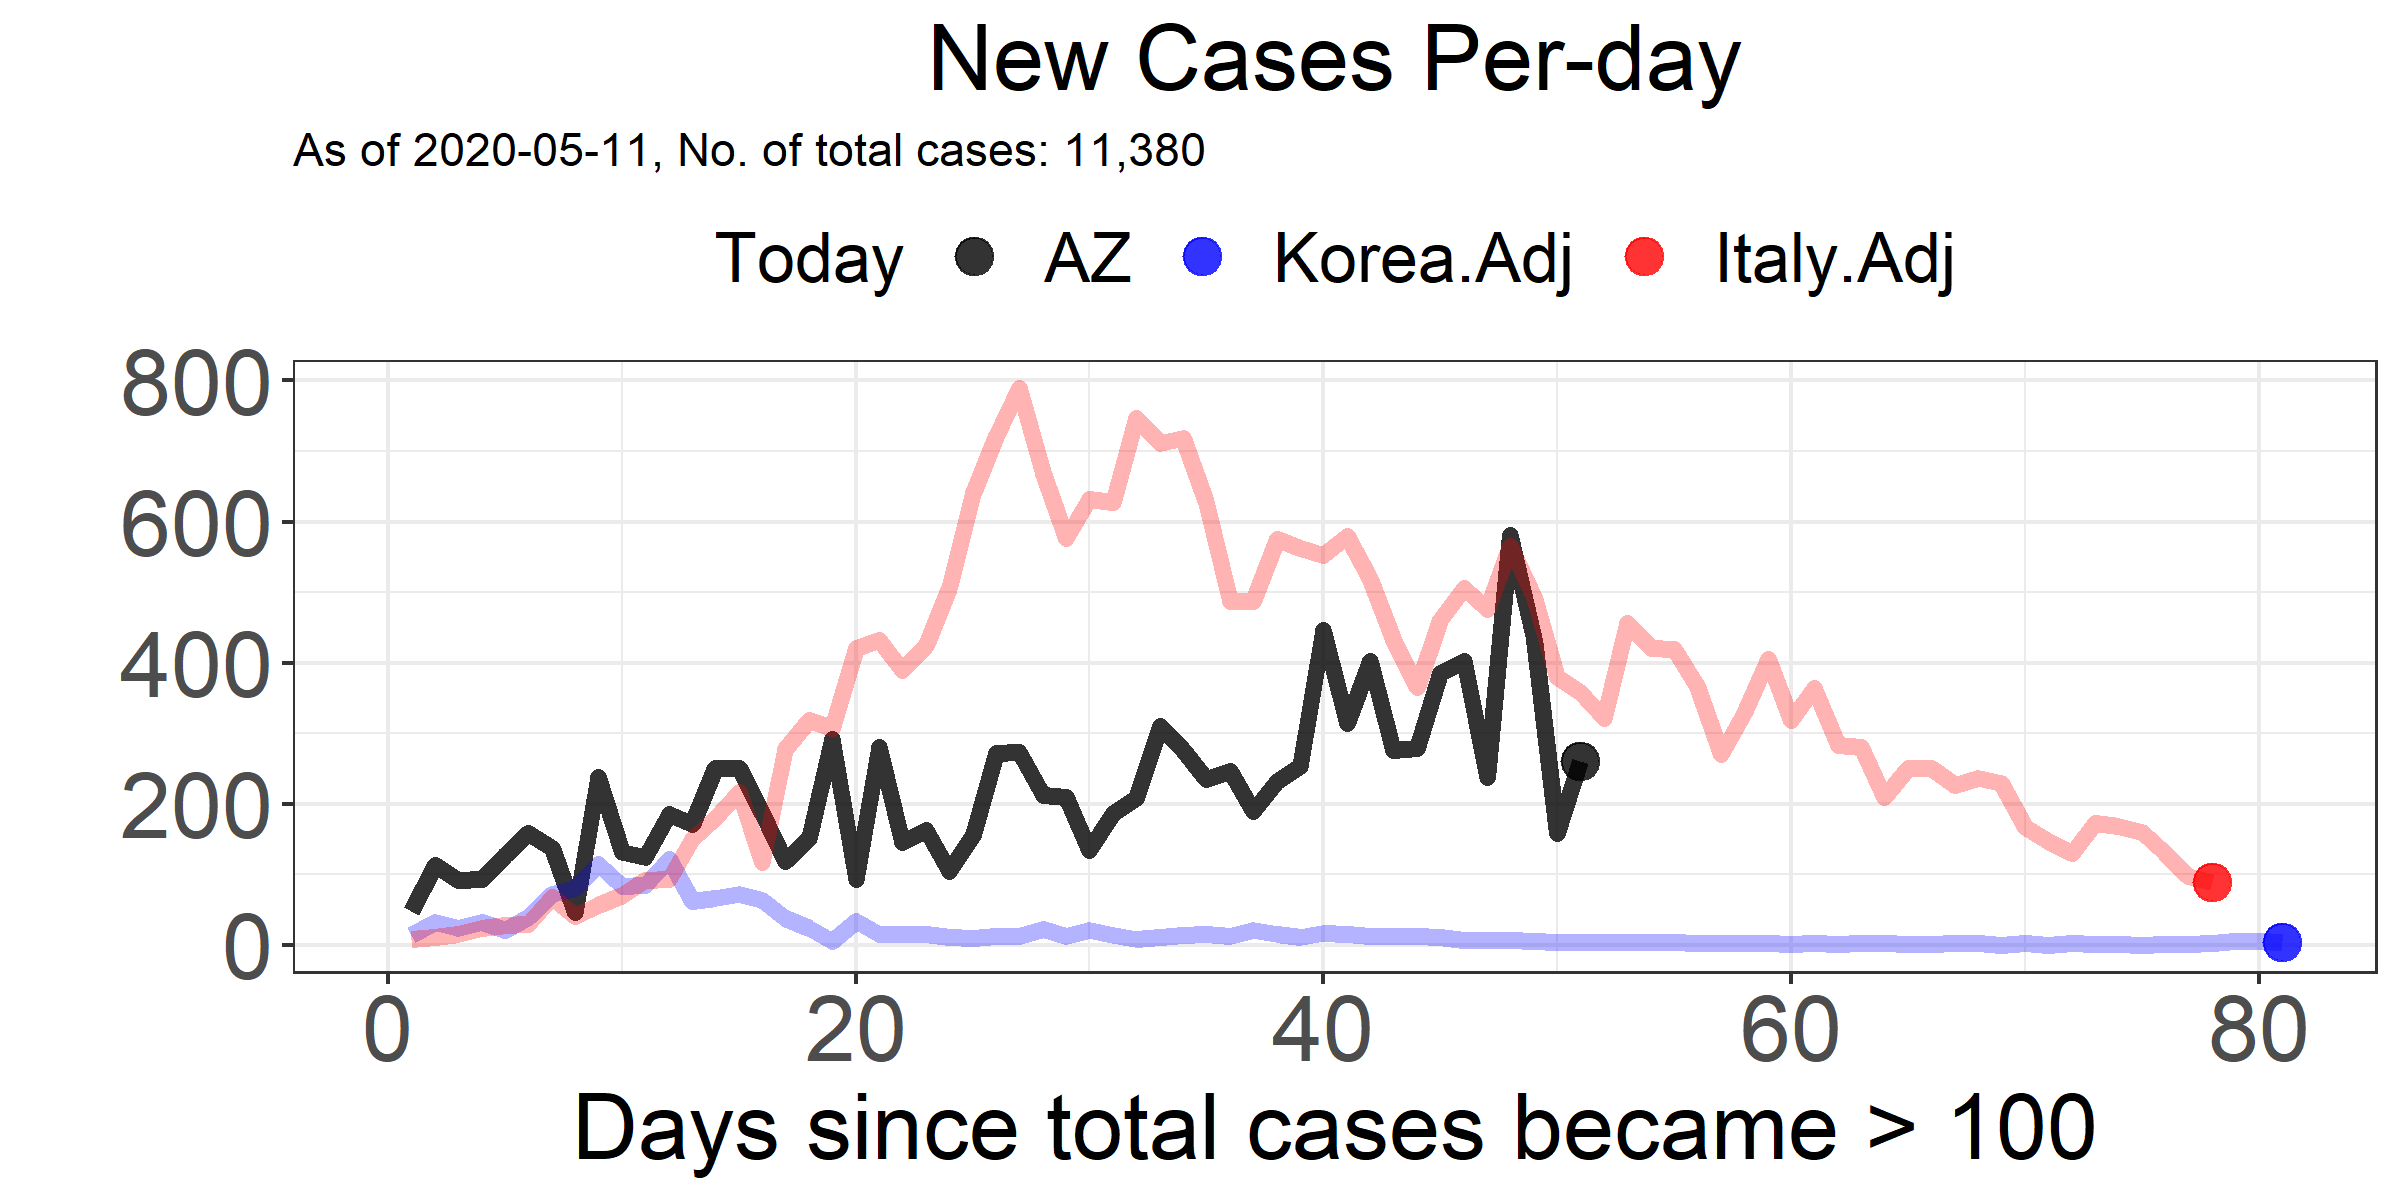 New Cases Per-day
As of 2020-05-11, No. of total cases: 11,380
Today AZ Korea.Adj Italy.Adj
800
600
400
200
0
0 20 40 60 80
Days since total cases became > 100